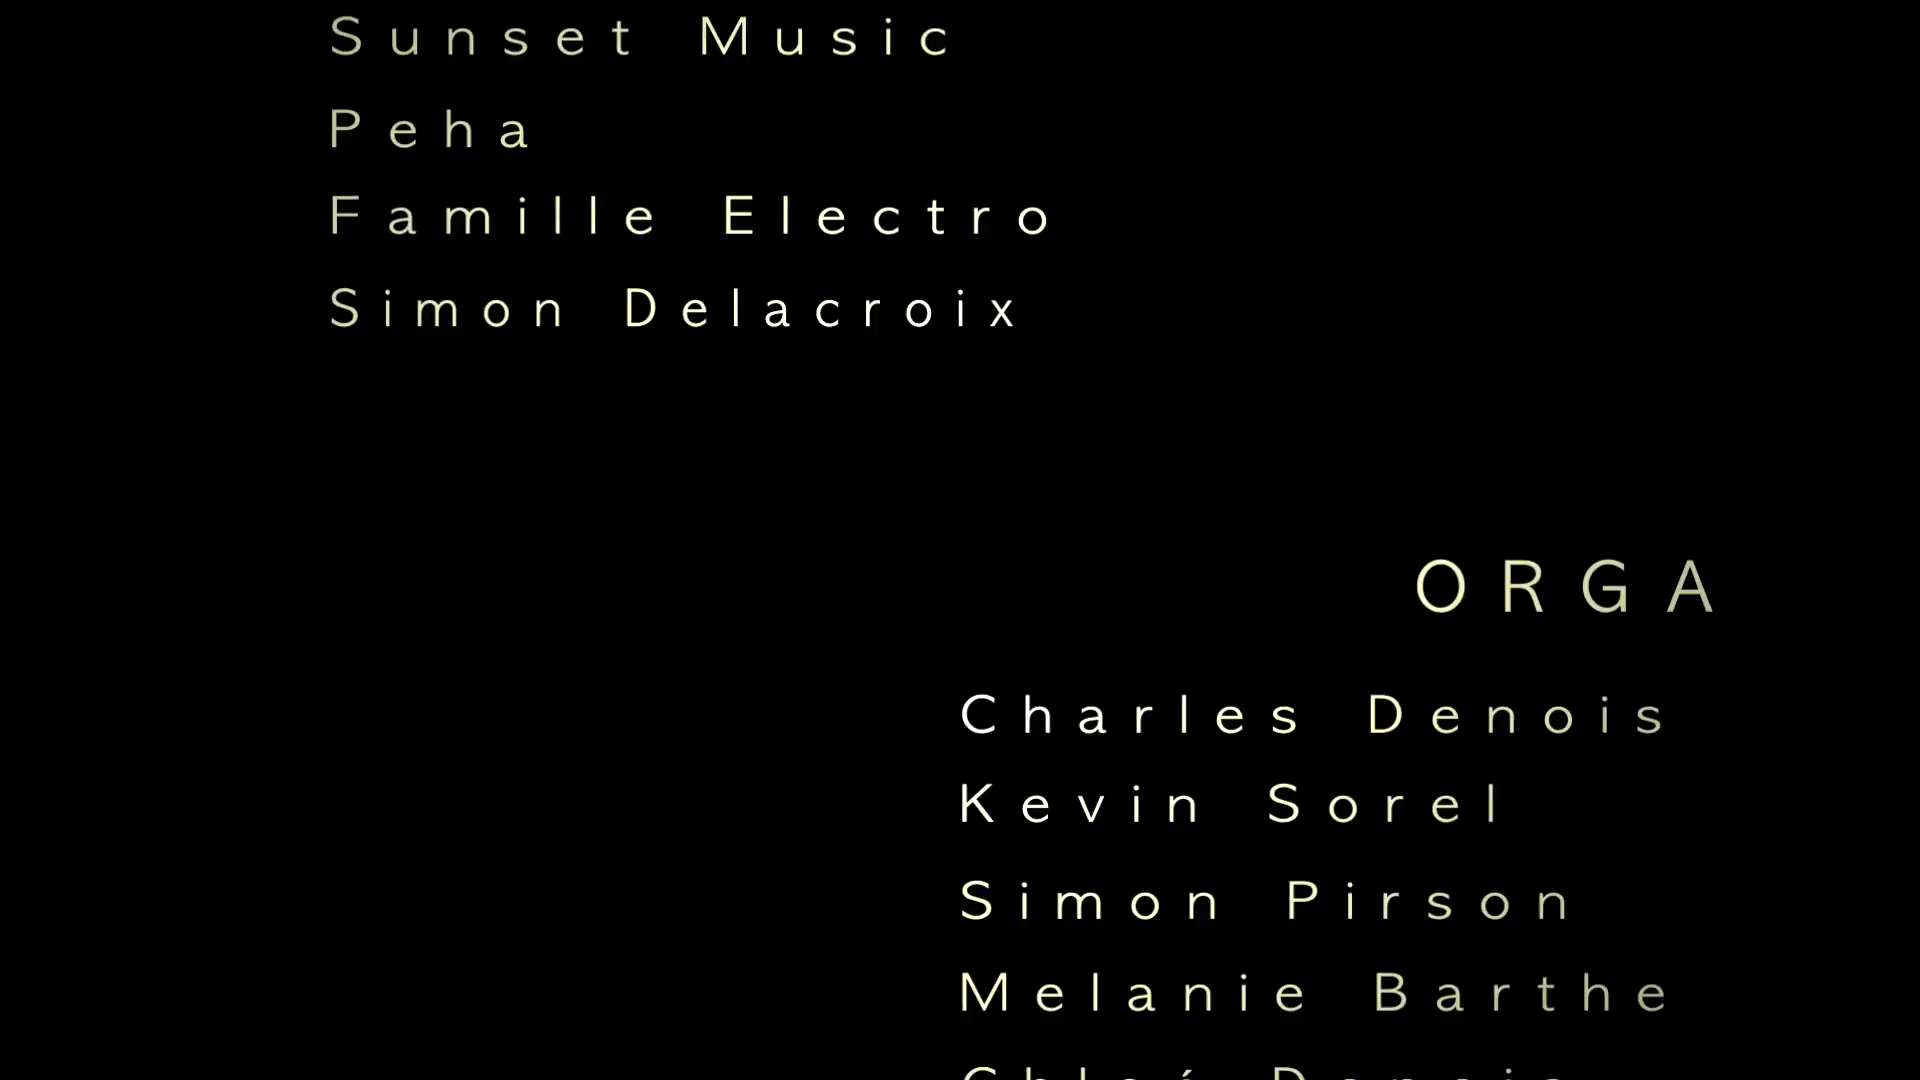 Sunset Music
Peha
Famille Electro
Simon Delacroix
ORGA
Charles Denois
Kevin Sorel
Simon Pirson
Melanie Barthe